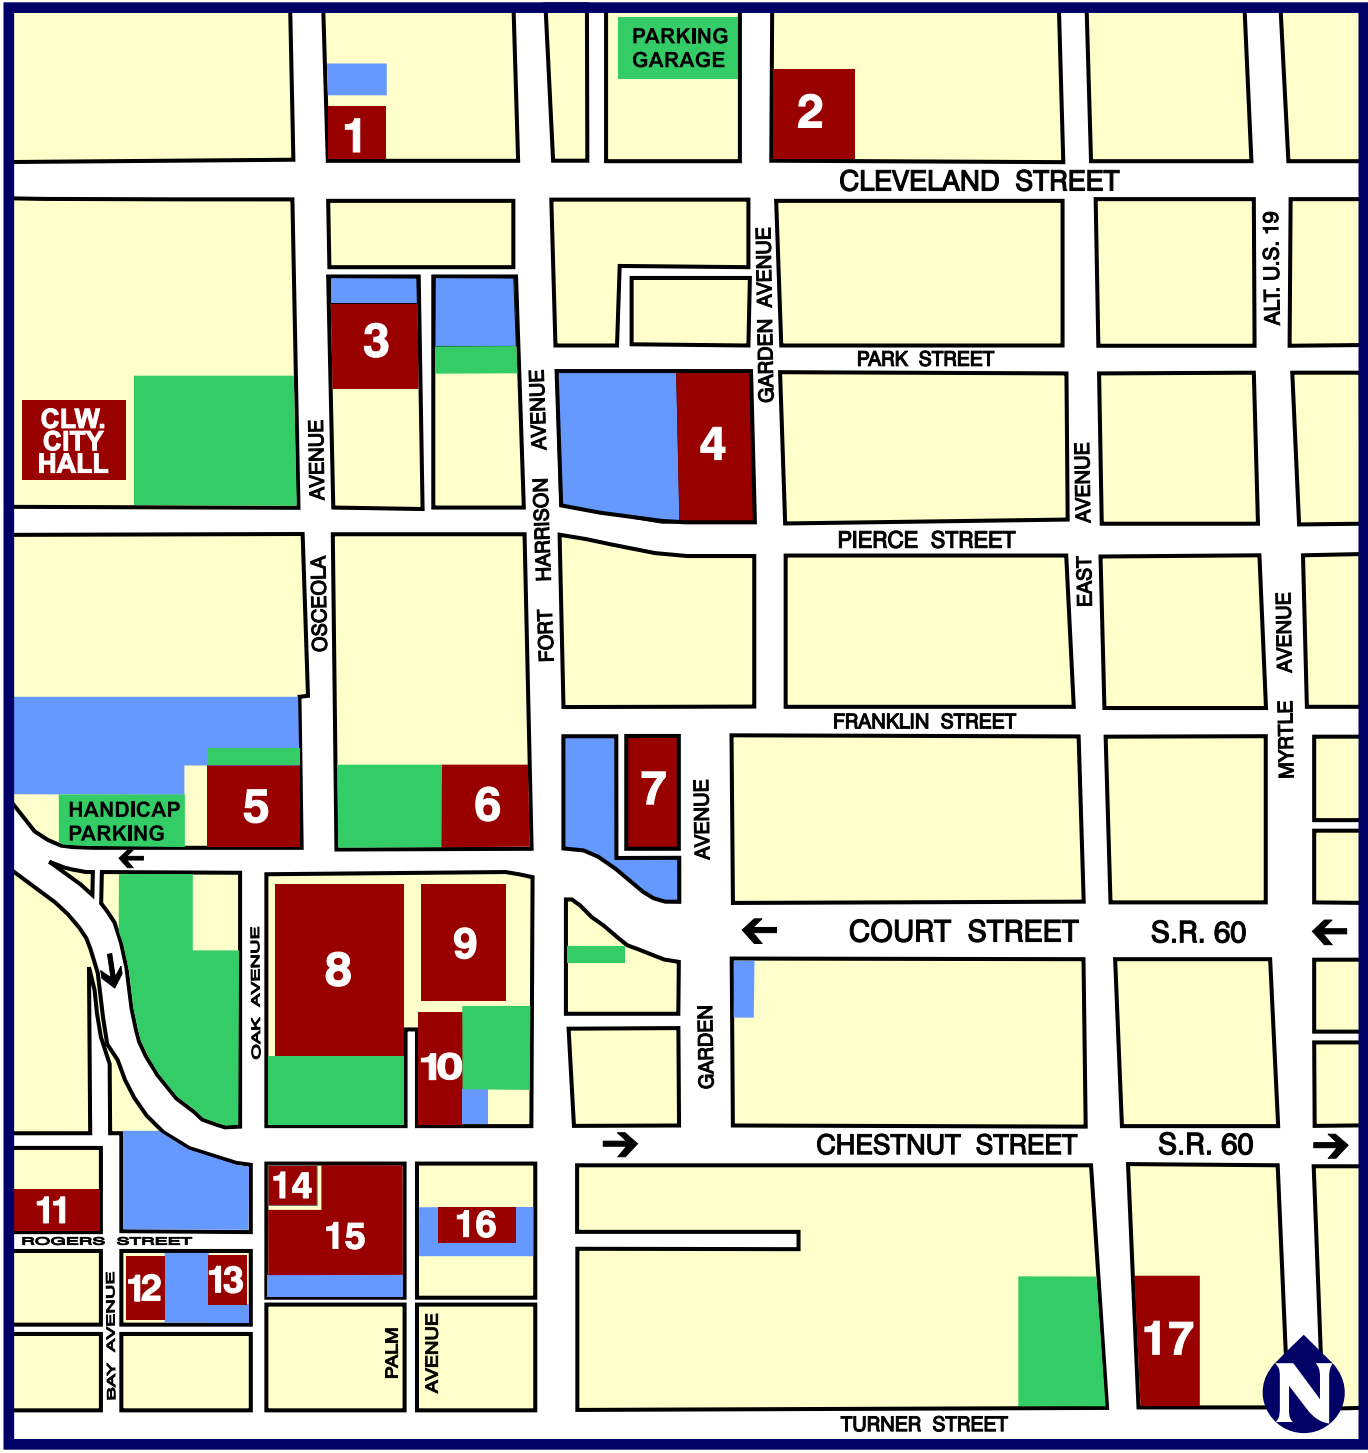 PARKING
GARAGE
1
2
CLEVELAND STREET
ALT. U.S. 19
GARDEN AVENUE
3
PARK STREET
CLW.
CITY
HALL
4
OSCEOLA AVENUE
FORT HARRISON AVENUE
EAST AVENUE
PIERCE STREET
MYRTLE AVENUE
FRANKLIN STREET
HANDICAP
PARKING
5
6
7
GARDEN AVENUE
COURT STREET S.R. 60
OAK AVENUE
8
9
10
CHESTNUT STREET S.R. 60
11
14
15
16
ROGERS STREET
12
13
BAY AVENUE
PALM AVENUE
17
N
TURNER STREET